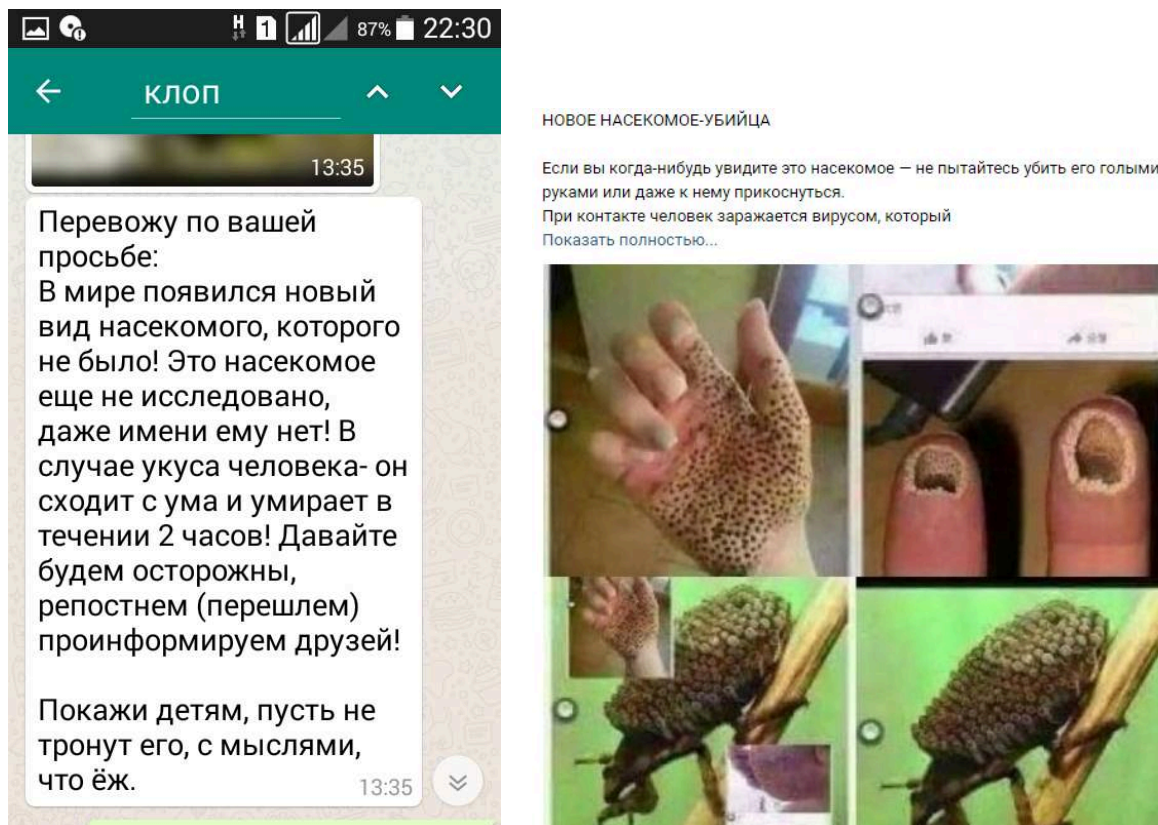 87% 22:30
клоп
13:35
Перевожу по вашей
просьбе:
В мире появился новый
вид насекомого, которого
не было! Это насекомое
еще не исследовано,
даже имени ему нет! В
случае укуса человека- он
сходит с ума и умирает в
течении 2 часов! Давайте
будем осторожны,
репостнем (перешлем)
проинформируем друзей!
Покажи детям, пусть не
тронут его, с мыслями,
что ёж.
13:35
НОВОЕ НАСЕКОМОЕ-УБИЙЦА
Если вы когда-нибудь увидите это насекомое — не пытайтесь убить его голыми
руками или даже к нему прикоснуться.
При контакте человек заражается вирусом, который
Показать полностью...